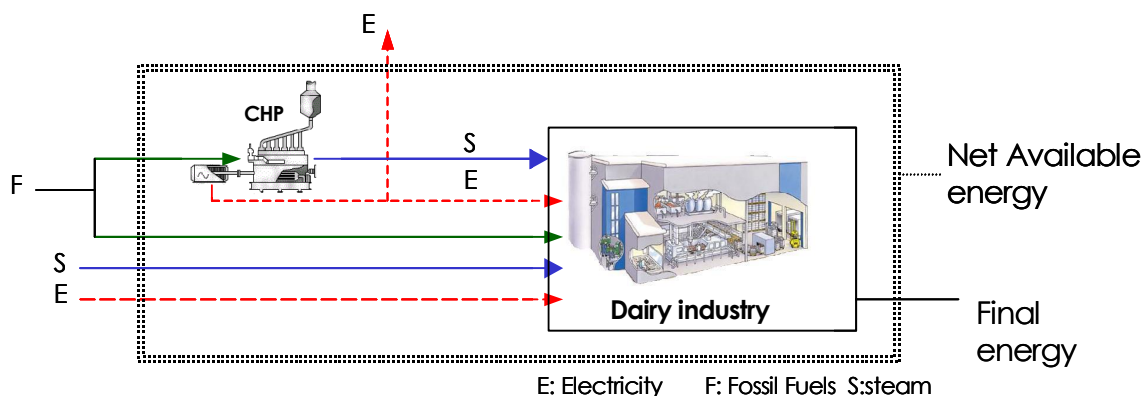 E
CHP
S
E
F
S
E
Net Available
energy
Dairy industry
Final
energy
E: Electricity F: Fossil Fuels S:steam